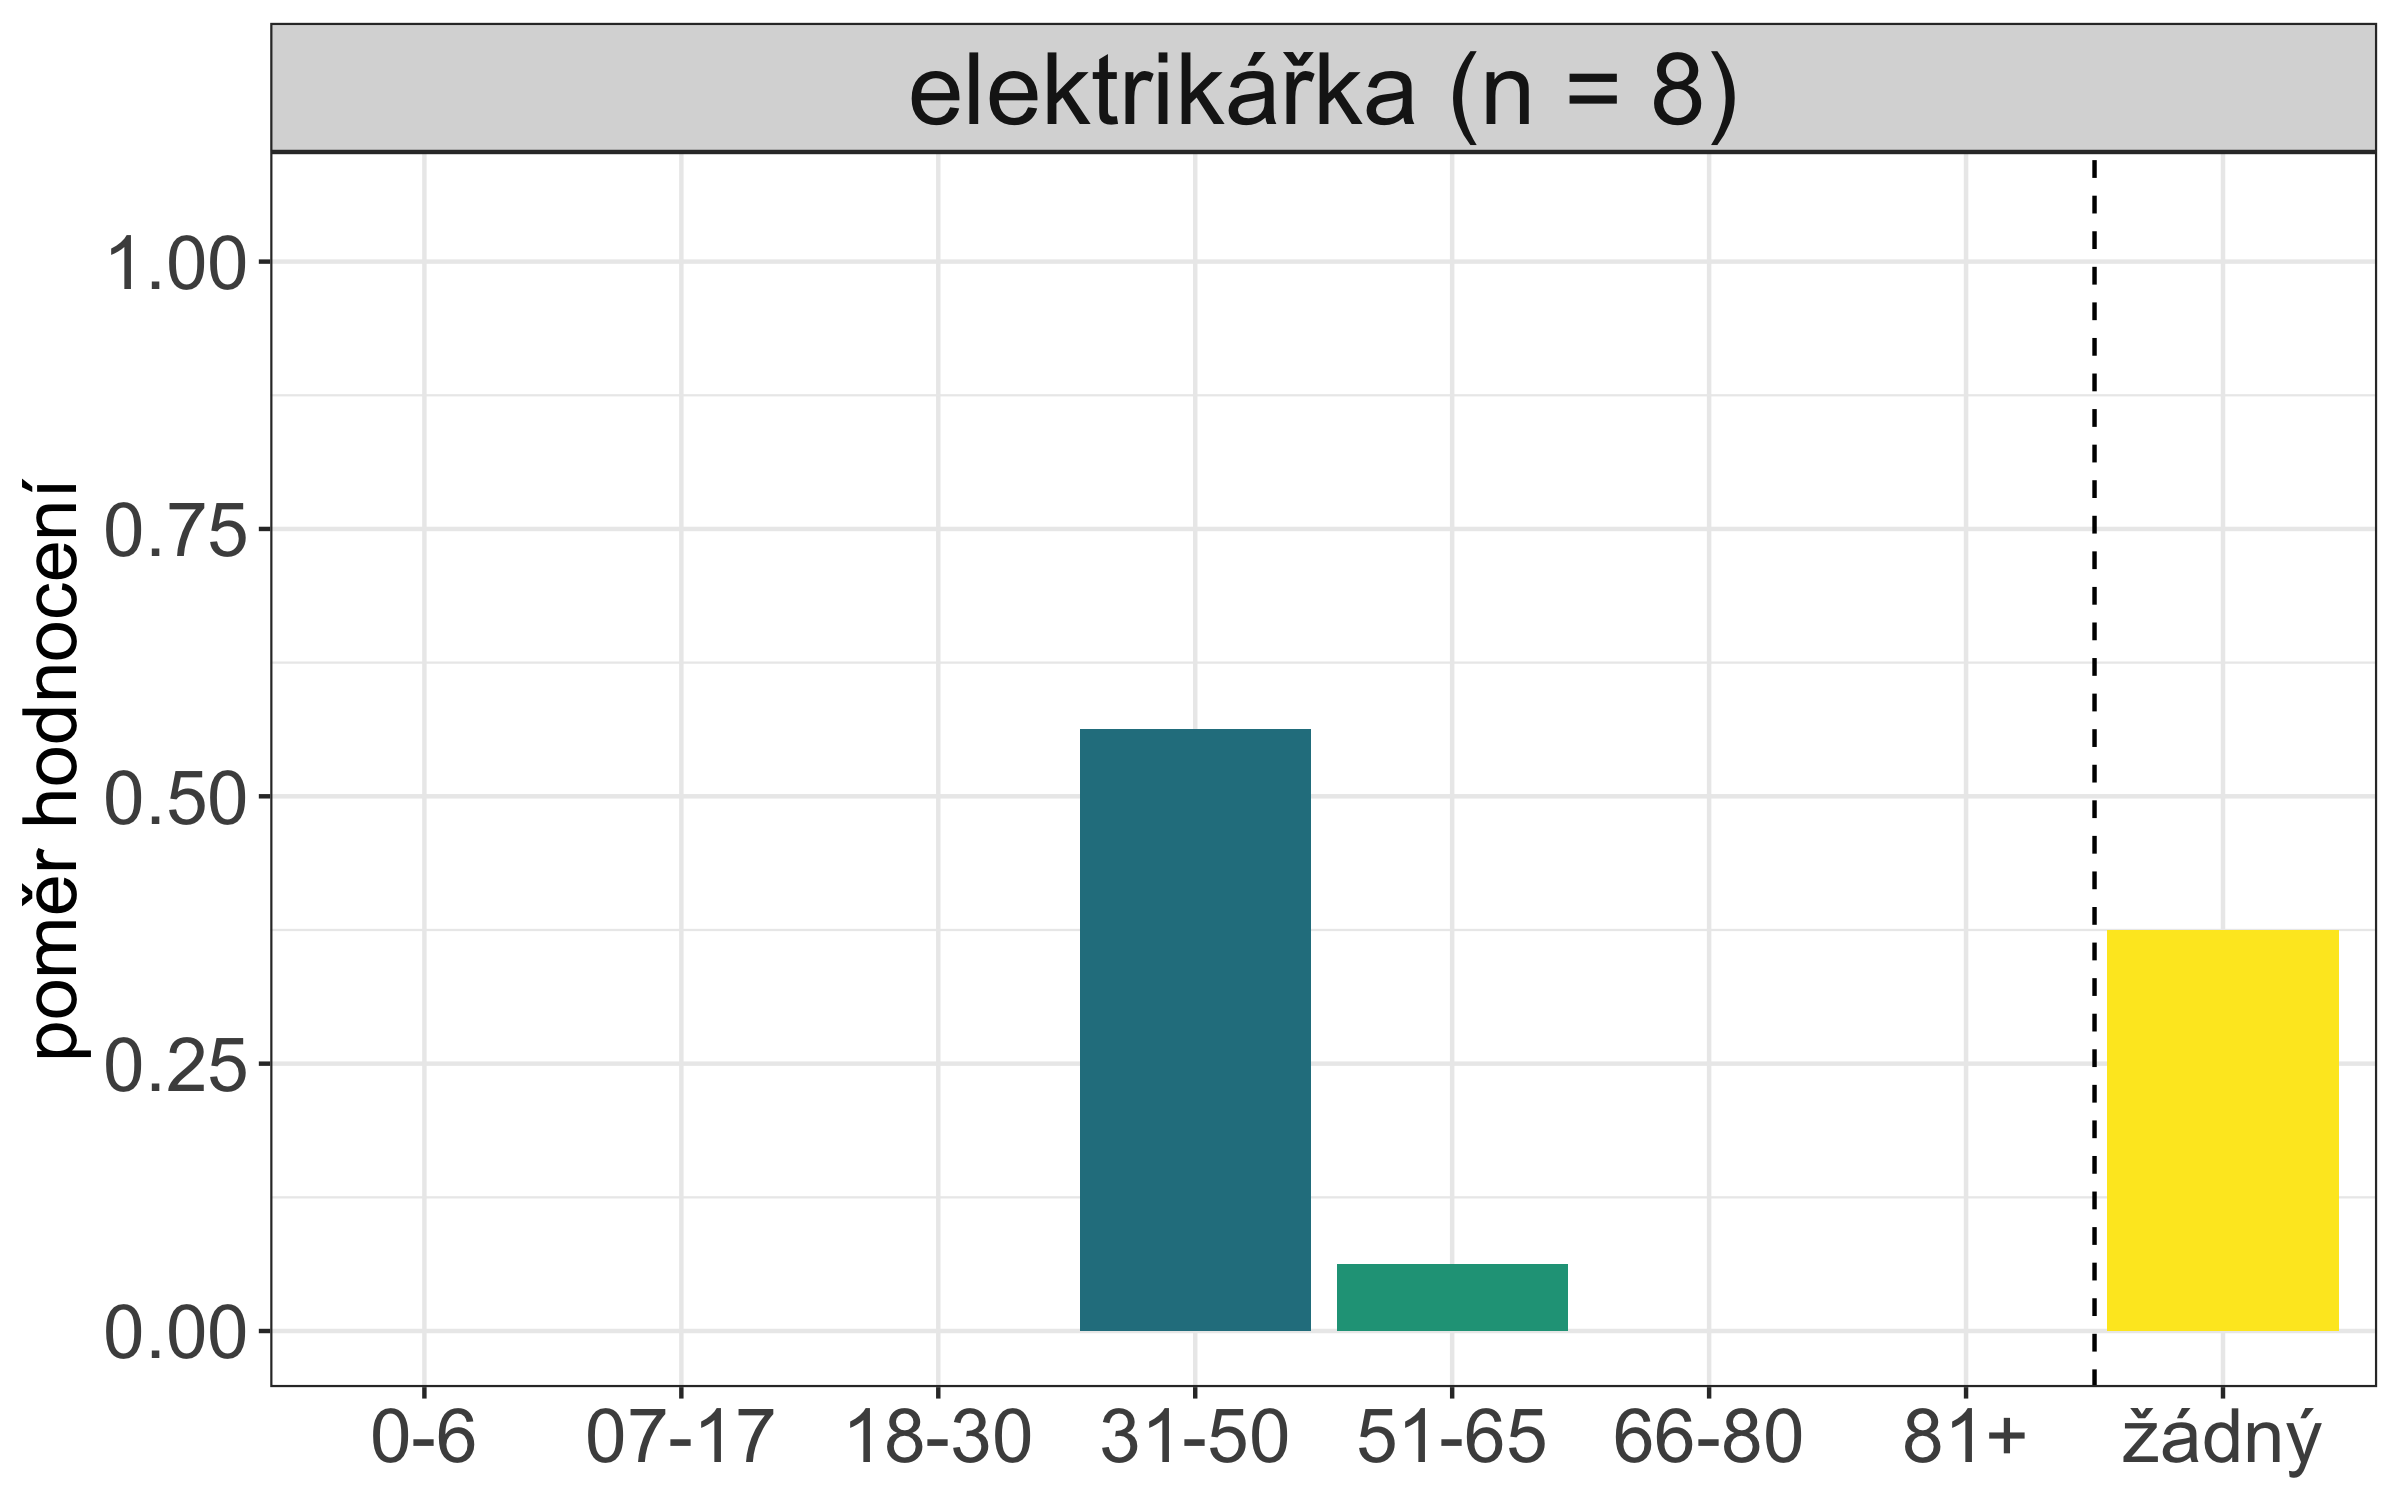 elektrikářka (n = 8)
poměr hodnocení
1.00
0.75
0.50
0.25
0.00
0-6 07-17 18-30 31-50 51-65 66-80 81+ žádný